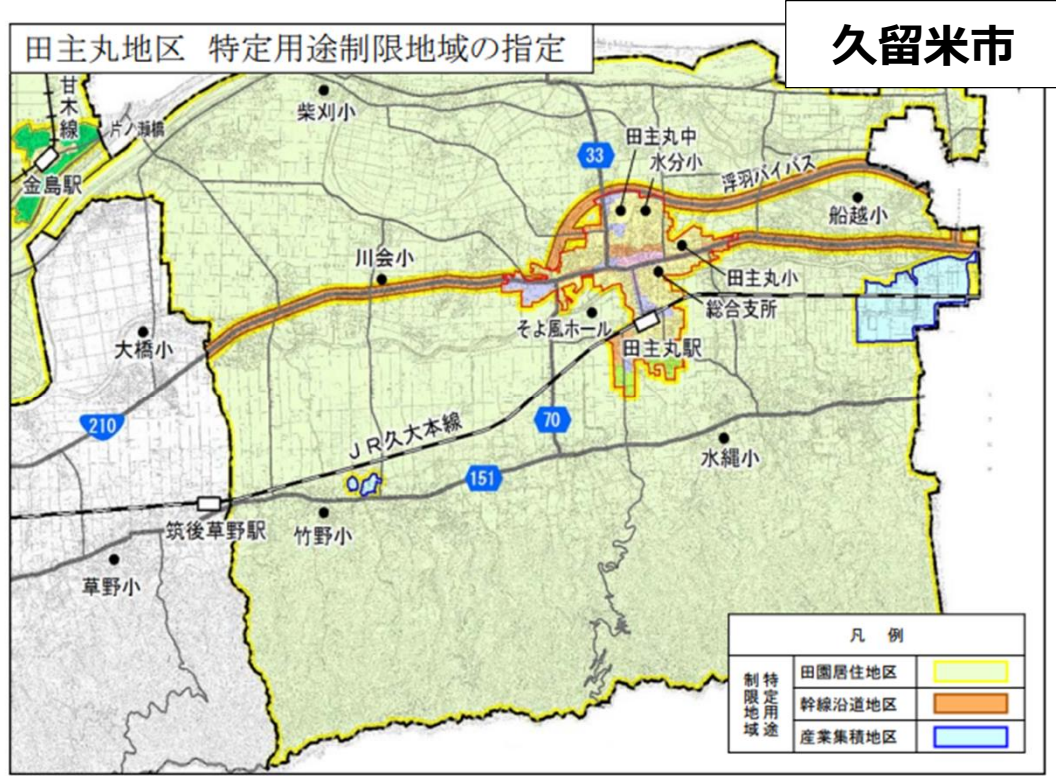 田主丸地区 特定用途制限地域の指定
久留米市
甘木線
片ノ瀬橋
金島駅
柴刈小
33
田主丸中
水分小
浮羽バイパス
船越小
川会小
田主丸小
総合支所
そよ風ホール
田主丸駅
大橋小
210
70
JR久大本線
水縄小
151
筑後草野駅
竹野小
草野小
凡 例
特定用途制限地域
田園居住地区
幹線沿道地区
産業集積地区